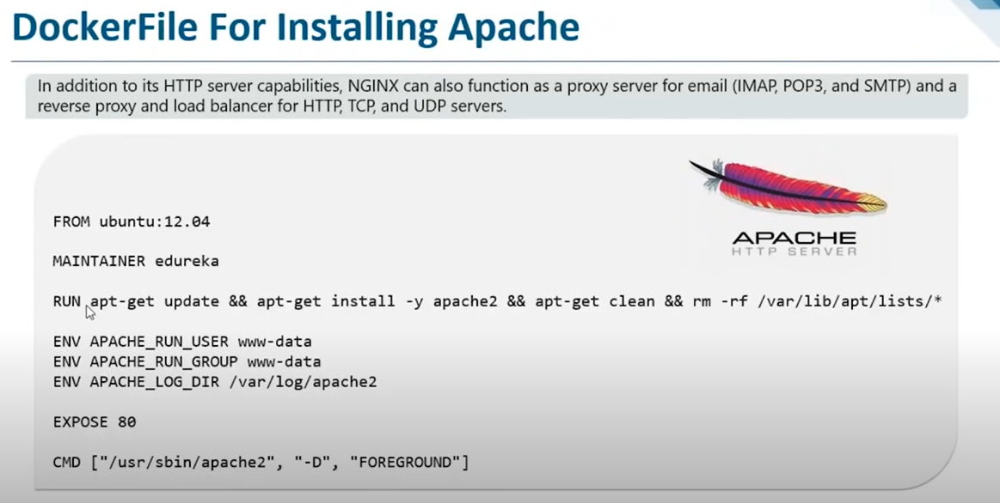 DockerFile For Installing Apache
In addition to its HTTP server capabilities, NGINX can also function as a proxy server for email (IMAP, POP3, and SMTP) and a
reverse proxy and load balancer for HTTP, TCP, and UDP servers.
APACHE
HTTP SERVER
FROM ubuntu:12.04
MAINTAINER edureka
RUN apt-get update && apt-get install -y apache2 && apt-get clean && rm -rf /var/lib/apt/lists/*
ENV APACHE_RUN_USER www-data
ENV APACHE_RUN_GROUP www-data
ENV APACHE_LOG_DIR /var/log/apache2
EXPOSE 80
CMD ["/usr/sbin/apache2", "-D", "FOREGROUND"]